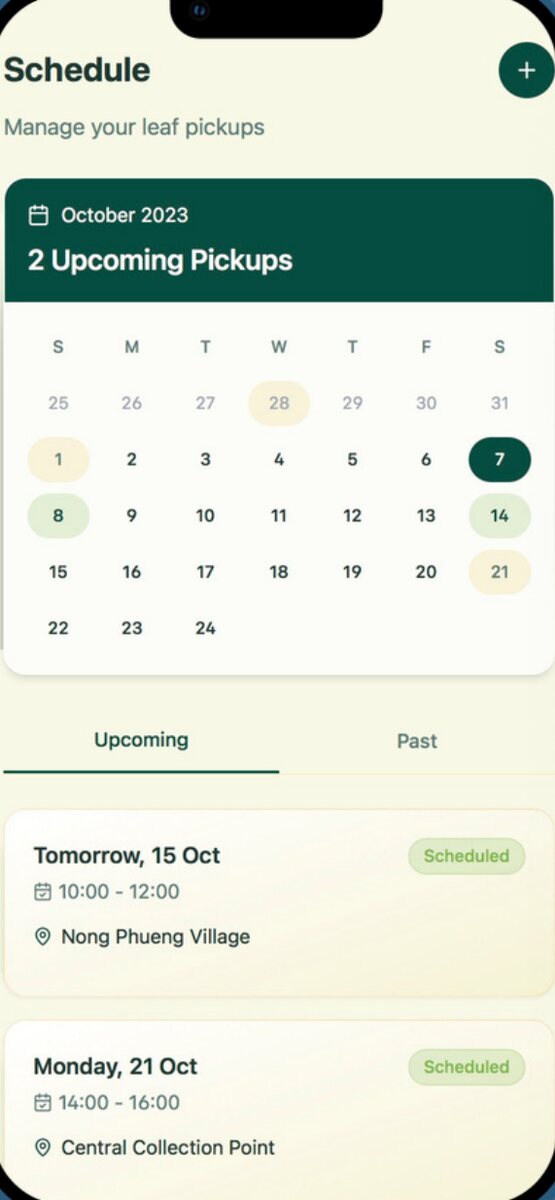 Schedule
+
Manage your leaf pickups
October 2023
2 Upcoming Pickups
S M T W T F S
25 26 27 28 29 30 31
1 2 3 4 5 6 7
8 9 10 11 12 13 14
15 16 17 18 19 20 21
22 23 24
Upcoming Past
Tomorrow, 15 Oct Scheduled
10:00 - 12:00
Nong Phueng Village
Monday, 21 Oct Scheduled
14:00 - 16:00
Central Collection Point